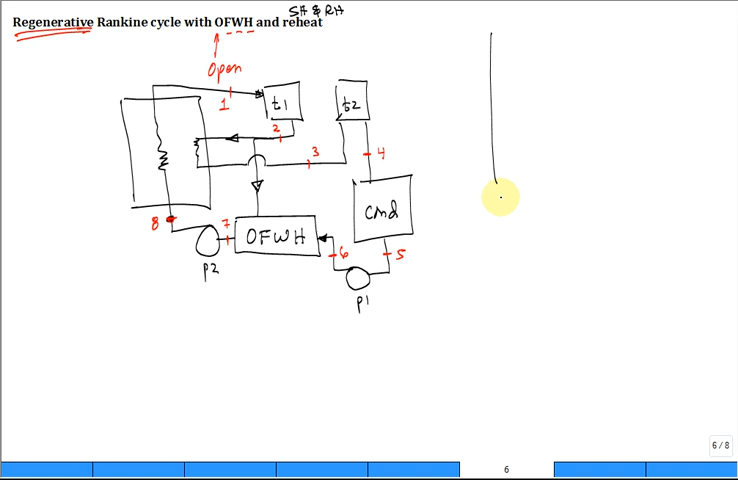 SH & RH
Regenerative Rankine cycle with OFWH and reheat
Open
1
t1
t2
2
3
4
8
7
OFWH
cnd
6
5
P2
P1
6 / 8
6